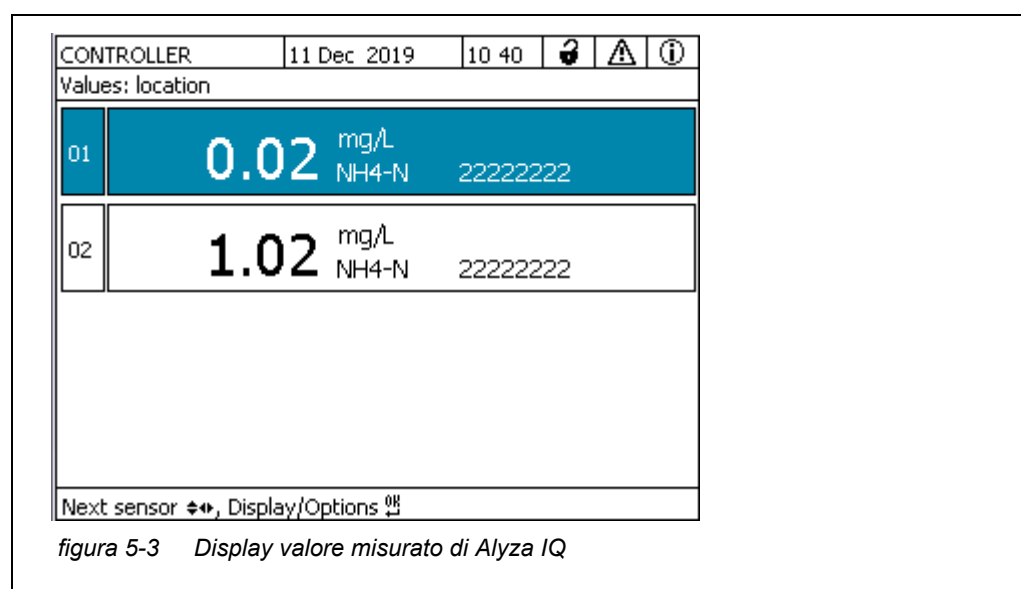 CONTROLLER 11 Dec 2019 10 40
Values: location
01 0.02 mg/L NH4-N 22222222
02 1.02 mg/L NH4-N 22222222
Next sensor, Display/Options OK
figura 5-3 Display valore misurato di Alyza IQ